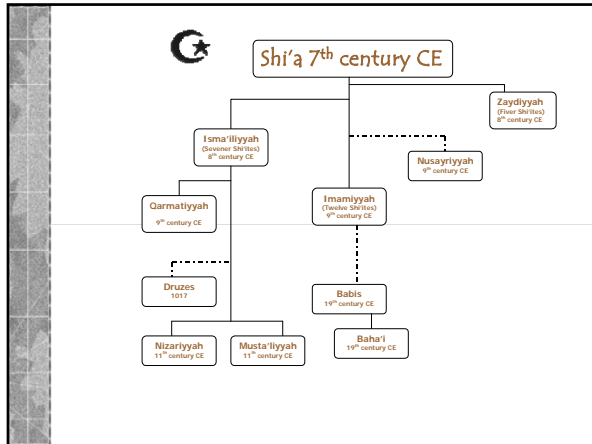 Shi'a 7th century CE
Zaydiyyah
(Fiver Shi'ites)
8th century CE
Isma'iliyyah
(Sevener Shi'ites)
8th century CE
Nusayriyyah
9th century CE
Qarmatiyyah
9th century CE
Imamiyyah
(Twelve Shi'ites)
9th century CE
Druzes
1017
Babis
19th century CE
Nizariyyah
11th century CE
Musta'liyyah
11th century CE
Baha'i
19th century CE